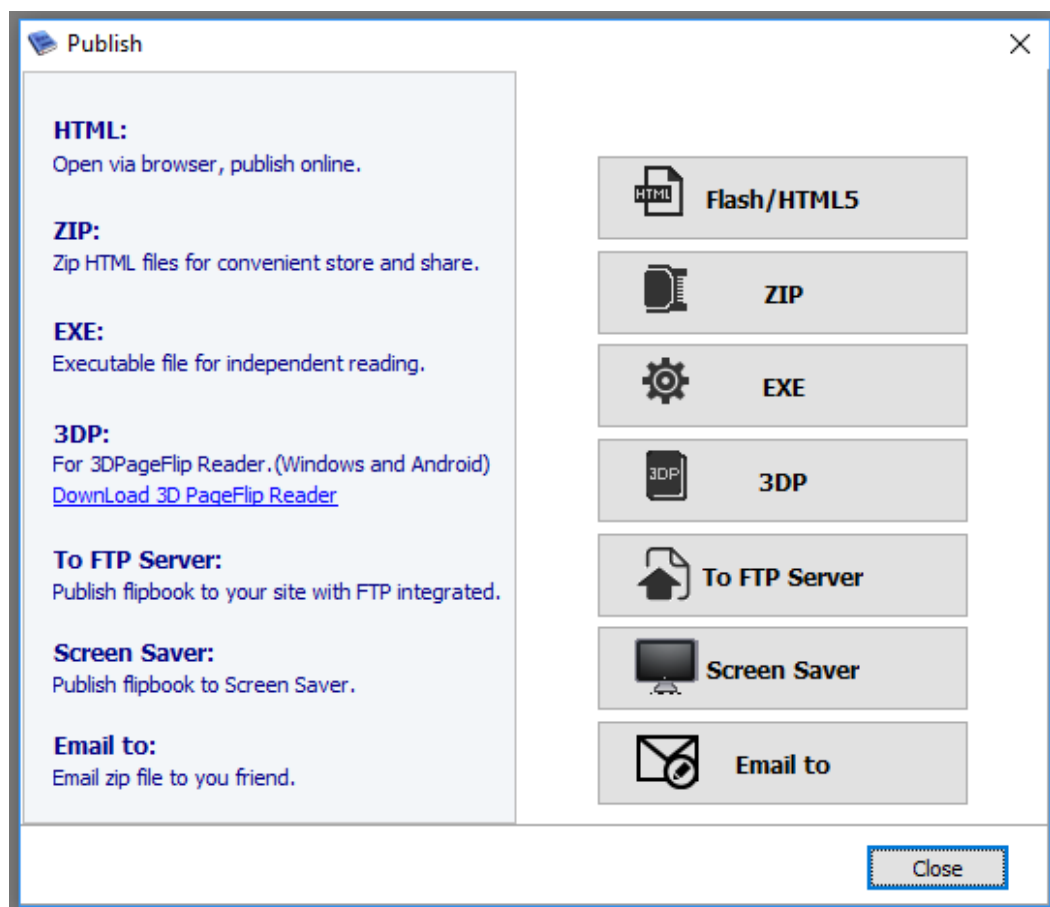 Publish
HTML:
Open via browser, publish online.
ZIP:
Zip HTML files for convenient store and share.
EXE:
Executable file for independent reading.
3DP:
For 3DPageFlip Reader.(Windows and Android)
DownLoad 3D PageFlip Reader
To FTP Server:
Publish flipbook to your site with FTP integrated.
Screen Saver:
Publish flipbook to Screen Saver.
Email to:
Email zip file to you friend.
HTML
Flash/HTML5
ZIP
EXE
3DP
3DP
To FTP Server
Screen Saver
Email to
Close